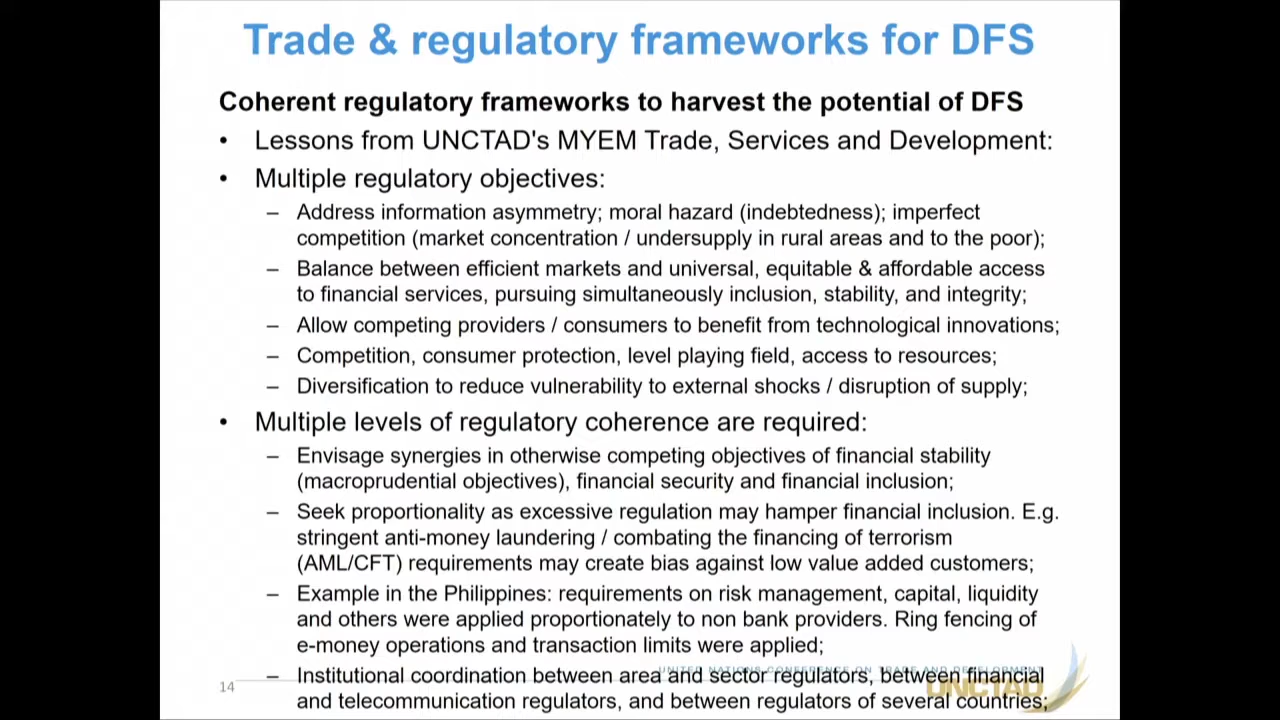 Trade & regulatory frameworks for DFS
Coherent regulatory frameworks to harvest the potential of DFS
• Lessons from UNCTAD's MYEM Trade, Services and Development:
• Multiple regulatory objectives:
– Address information asymmetry; moral hazard (indebtedness); imperfect
competition (market concentration / undersupply in rural areas and to the poor);
– Balance between efficient markets and universal, equitable & affordable access
to financial services, pursuing simultaneously inclusion, stability, and integrity;
– Allow competing providers / consumers to benefit from technological innovations;
– Competition, consumer protection, level playing field, access to resources;
– Diversification to reduce vulnerability to external shocks / disruption of supply;
• Multiple levels of regulatory coherence are required:
– Envisage synergies in otherwise competing objectives of financial stability
(macroprudential objectives), financial security and financial inclusion;
– Seek proportionality as excessive regulation may hamper financial inclusion. E.g.
stringent anti-money laundering / combating the financing of terrorism
(AML/CFT) requirements may create bias against low value added customers;
– Example in the Philippines: requirements on risk management, capital, liquidity
and others were applied proportionately to non bank providers. Ring fencing of
e-money operations and transaction limits were applied;
UNITED NATIONS CONFERENCE ON TRADE AND DEVELOPMENT
– Institutional coordination between area and sector regulators, between financial
and telecommunication regulators, and between regulators of several countries;
14
UNCTAD